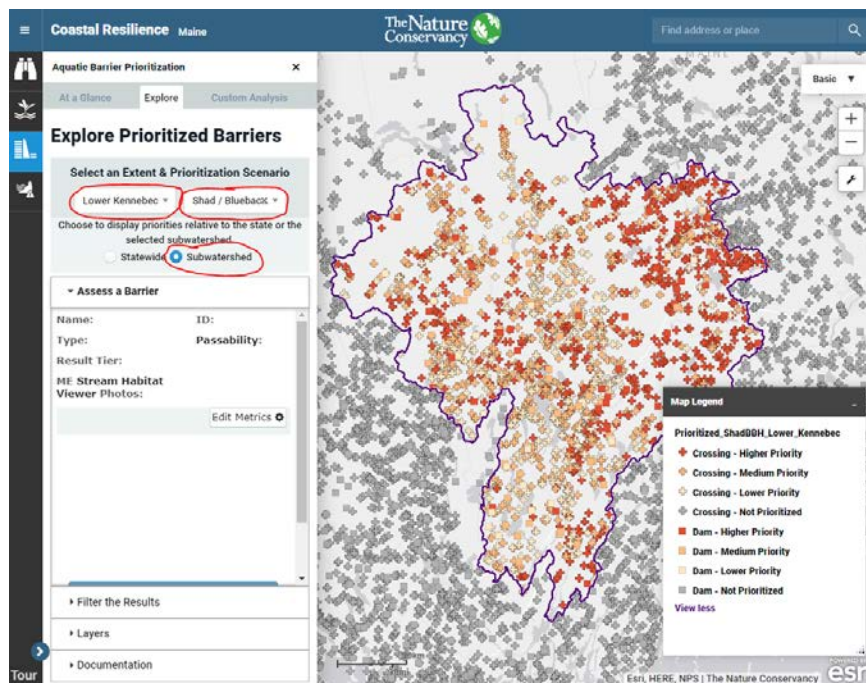 Coastal Resilience Maine
The Nature
Conservancy
Find address or place
Aquatic Barrier Prioritization ×
At a Glance Explore Custom Analysis
Explore Prioritized Barriers
Select an Extent & Prioritization Scenario
Lower Kennebec Shad / Blueback
Choose to display priorities relative to the state or the
selected subwatershed
Statewide Subwatershed
Assess a Barrier
Name: ID:
Type: Passability:
Result Tier:
ME Stream Habitat
Viewer Photos:
Edit Metrics
Filter the Results
Layers
Documentation
Tour
Basic
+
−
Map Legend
Prioritized_ShadBBH_Lower_Kennebec
Crossing - Higher Priority
Crossing - Medium Priority
Crossing - Lower Priority
Crossing - Not Prioritized
Dam - Higher Priority
Dam - Medium Priority
Dam - Lower Priority
Dam - Not Prioritized
View less
Esri, HERE, NPS | The Nature Conservancy
esri